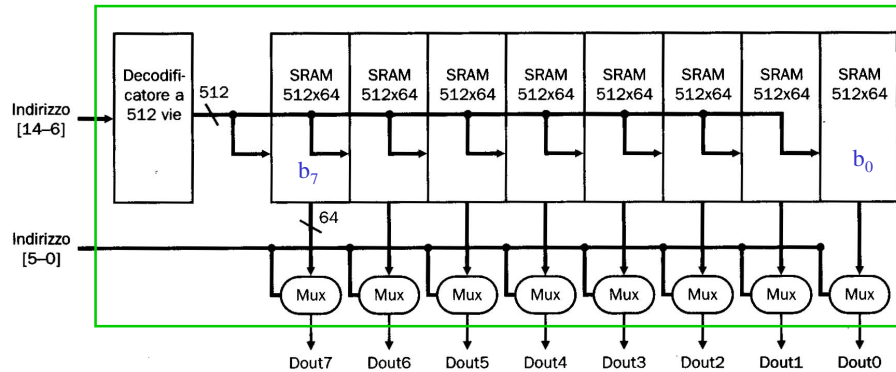 Decodifi-
catore a
512 vie
512
SRAM
512x64
SRAM
512x64
SRAM
512x64
SRAM
512x64
SRAM
512x64
SRAM
512x64
SRAM
512x64
SRAM
512x64
Indirizzo
[14–6]
b7
b0
64
Indirizzo
[5–0]
Mux
Mux
Mux
Mux
Mux
Mux
Mux
Mux
Dout7
Dout6
Dout5
Dout4
Dout3
Dout2
Dout1
Dout0